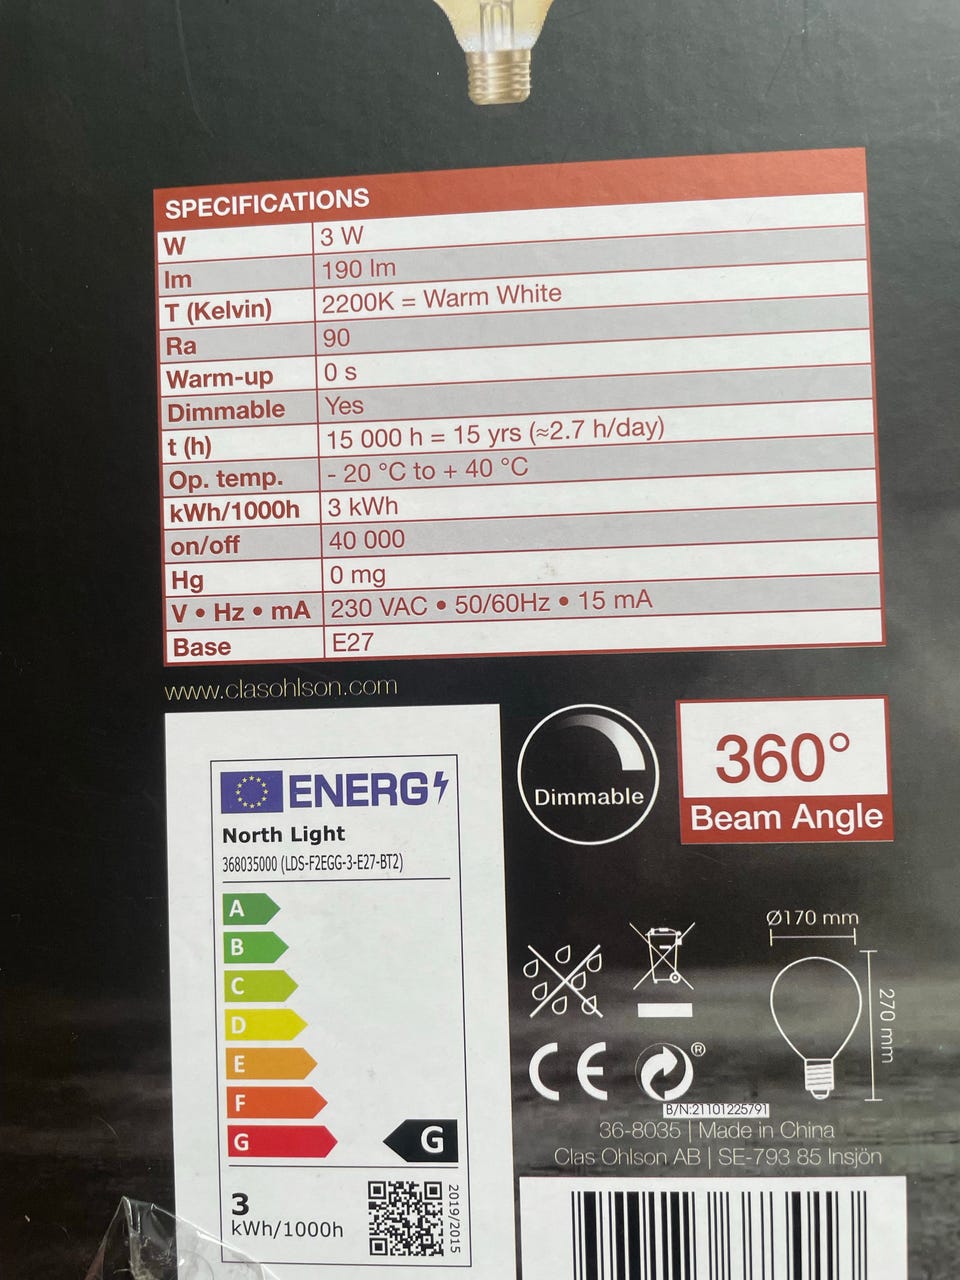 SPECIFICATIONS
W 3 W
lm 190 lm
T (Kelvin) 2200K = Warm White
Ra 90
Warm-up 0 s
Dimmable Yes
t (h) 15 000 h = 15 yrs (≈2.7 h/day)
Op. temp. - 20 °C to + 40 °C
kWh/1000h 3 kWh
on/off 40 000
Hg 0 mg
V • Hz • mA 230 VAC • 50/60Hz • 15 mA
Base E27
www.clasohlson.com
ENERG
North Light
368035000 (LDS-F2EGG-3-E27-BT2)
A
B
C
D
E
F
G
G
3
kWh/1000h
2019/2015
Dimmable
360°
Beam Angle
Ø170 mm
270 mm
CE
®
B/N:21101225791
36-8035 | Made in China
Clas Ohlson AB | SE-793 85 Insjön